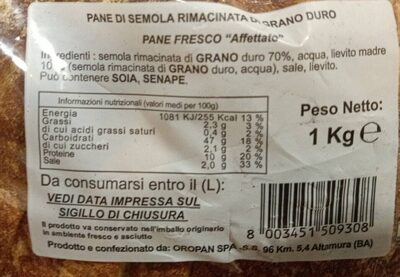 PANE DI SEMOLA RIMACINATA DI GRANO DURO
PANE FRESCO "Affettato"
Ingredienti : semola rimacinata di GRANO duro 70%, acqua, lievito madre
10% (semola rimacinata di GRANO duro, acqua), sale, lievito.
Può contenere SOIA, SENAPE.
Informazioni nutrizionali (valori medi per 100g)
Energia 1081 KJ/255 Kcal 13 %
Grassi 2,3 g 3 %
di cui acidi grassi saturi 0,4 g 2 %
Carboidrati 47 g 18 %
di cui zuccheri 2,1 g 2 %
Proteine 10 g 20 %
Sale 2,0 g 33 %
Peso Netto:
1 Kg e
Da consumarsi entro il (L):
VEDI DATA IMPRESSA SUL
SIGILLO DI CHIUSURA
Il prodotto va conservato nell'imballo originario
in ambiente fresco e asciutto
8 003451 509308
Prodotto e confezionato da: OROPAN SPA -S.S. 96 Km. 5,4 Altamura (BA)